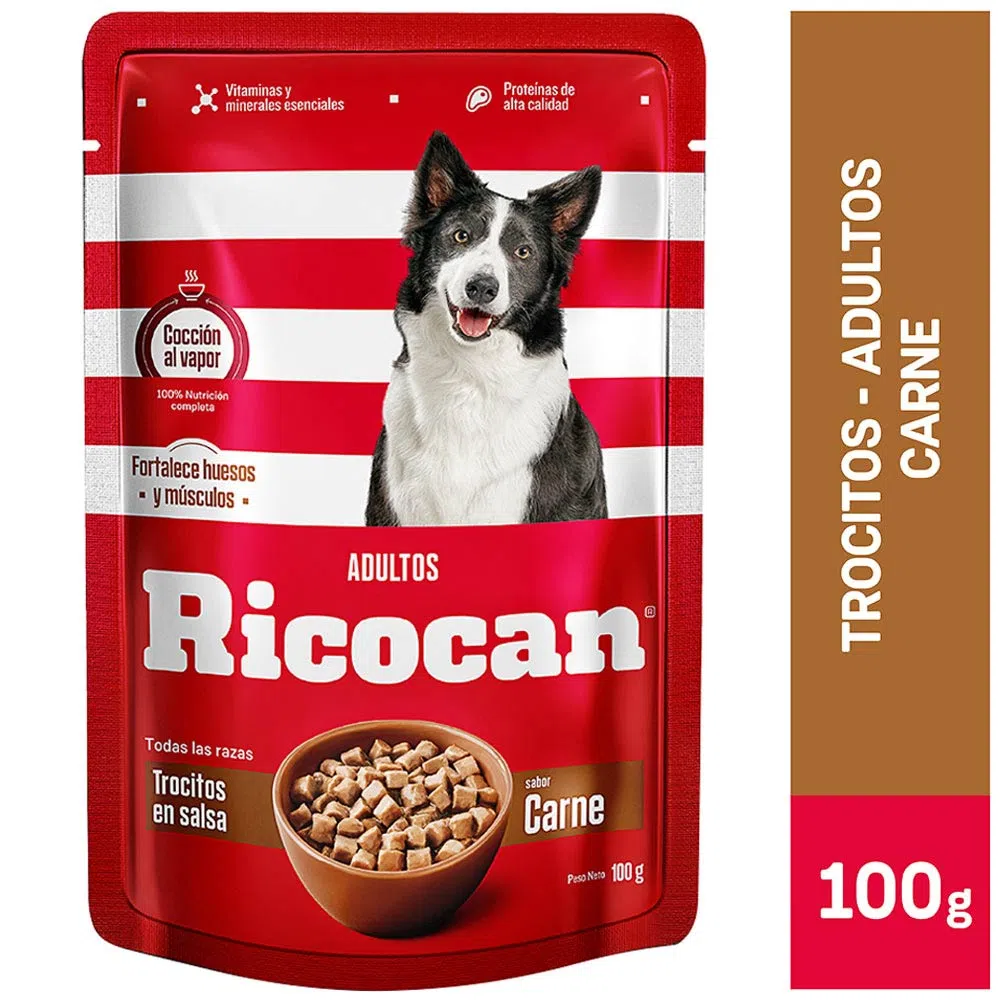 Vitaminas y
minerales esenciales
Proteínas de
alta calidad
Cocción
al vapor
100% Nutrición
completa
Fortalece huesos
y músculos
ADULTOS
Ricocan®
Todas las razas
Trocitos
en salsa
sabor
Carne
Peso Neto 100 g
TROCITOS - ADULTOS
CARNE
100g